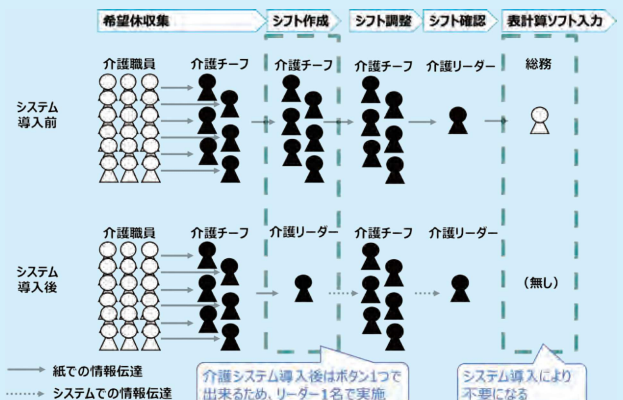 希望休収集
シフト作成
シフト調整
シフト確認
表計算ソフト入力
介護職員
介護チーフ
介護チーフ
介護チーフ
介護リーダー
総務
システム
導入前
介護職員
介護チーフ
介護リーダー
介護チーフ
介護リーダー
システム
導入後
（無し）
紙での情報伝達
システムでの情報伝達
介護システム導入後はボタン1つで
出来るため、リーダー1名で実施
システム導入により
不要になる